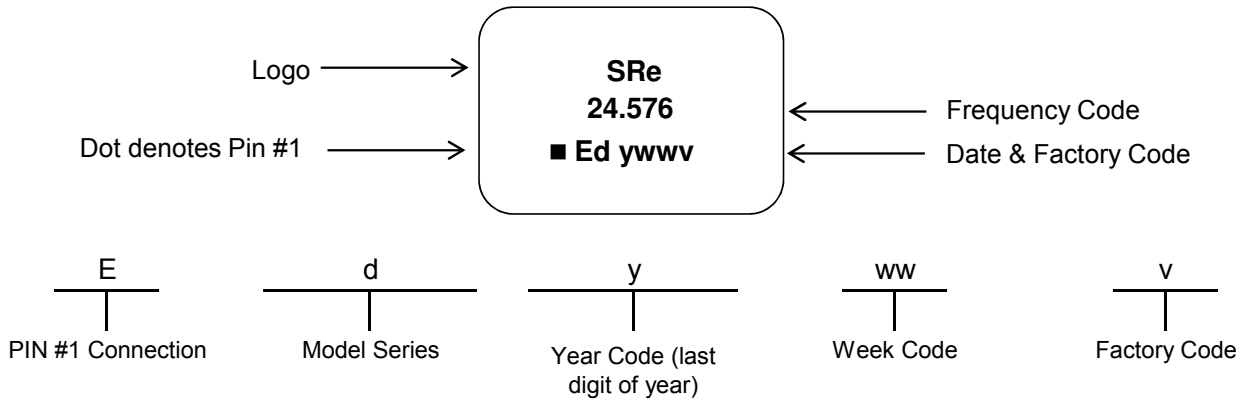 Logo
SRe
24.576
■ Ed ywwv
Frequency Code
Dot denotes Pin #1
Date & Factory Code
E
d
y
ww
v
PIN #1 Connection
Model Series
Year Code (last
digit of year)
Week Code
Factory Code